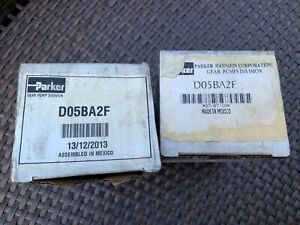 Parker
GEAR PUMP DIVISION
D05BA2F
13/12/2013
ASSEMBLED IN MEXICO
Parker
PARKER HANNIFIN CORPORATION
GEAR PUMPS DIVISION
D05BA2F
MADE IN MEXICO